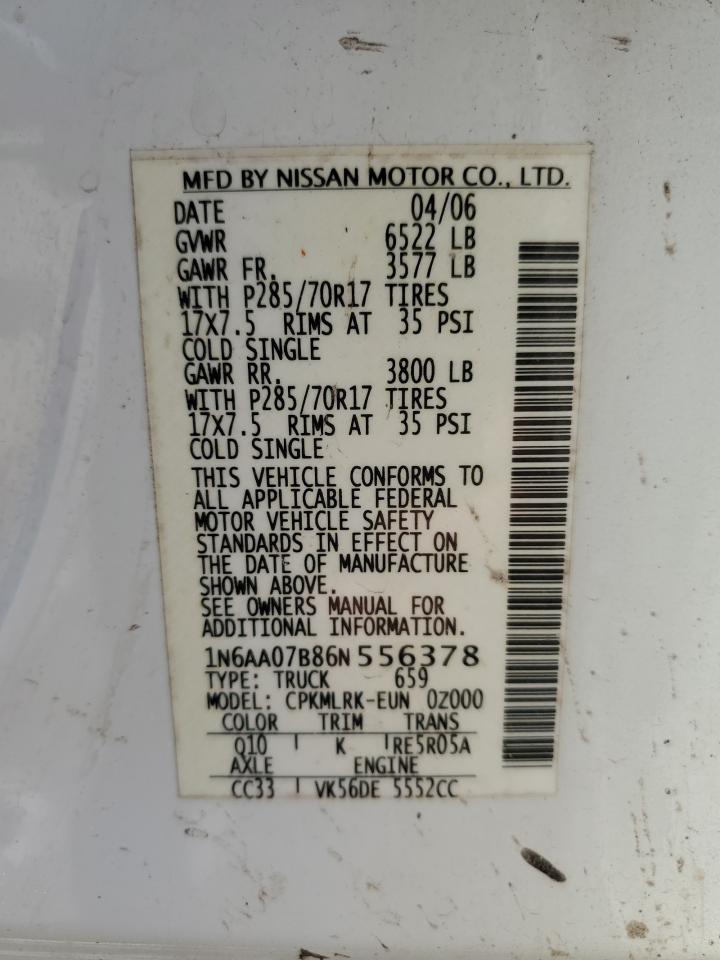 MFD BY NISSAN MOTOR CO., LTD.
DATE 04/06
GVWR 6522 LB
GAWR FR. 3577 LB
WITH P285/70R17 TIRES
17X7.5 RIMS AT 35 PSI
COLD SINGLE
GAWR RR. 3800 LB
WITH P285/70R17 TIRES
17X7.5 RIMS AT 35 PSI
COLD SINGLE
THIS VEHICLE CONFORMS TO
ALL APPLICABLE FEDERAL
MOTOR VEHICLE SAFETY
STANDARDS IN EFFECT ON
THE DATE OF MANUFACTURE
SHOWN ABOVE.
SEE OWNERS MANUAL FOR
ADDITIONAL INFORMATION.
1N6AA07B86N 556378
TYPE: TRUCK 659
MODEL: CPKMLRK-EUN 0Z000
COLOR TRIM TRANS
Q10 K RE5R05A
AXLE ENGINE
CC33 VK56DE 5552CC